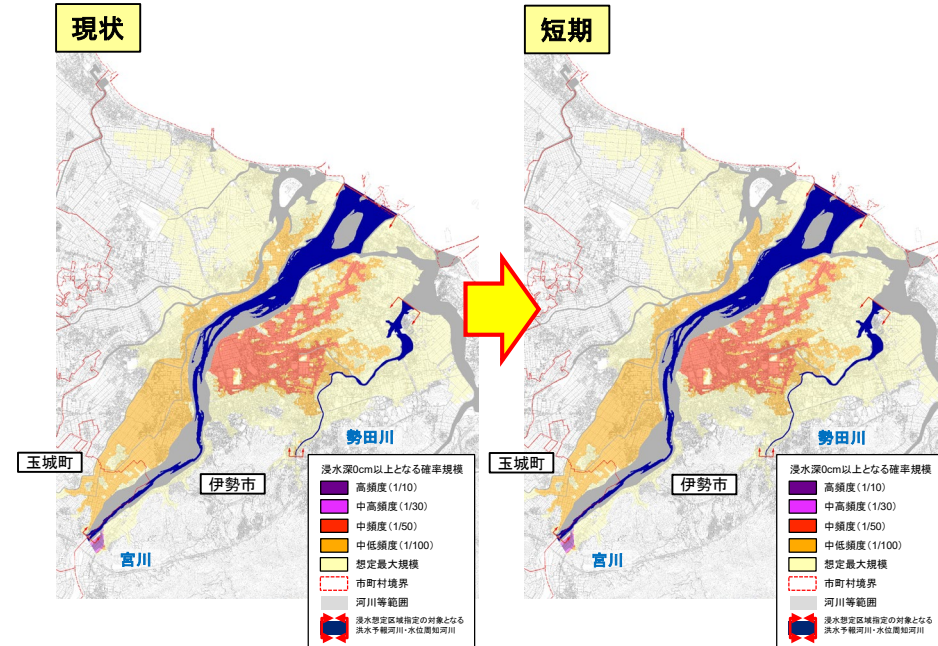 現状
玉城町
伊勢市
勢田川
宮川
浸水深0cm以上となる確率規模
高頻度(1/10)
中高頻度(1/30)
中頻度(1/50)
中低頻度(1/100)
想定最大規模
市町村境界
河川等範囲
浸水想定区域指定の対象となる
洪水予報河川・水位周知河川
短期
玉城町
伊勢市
勢田川
宮川
浸水深0cm以上となる確率規模
高頻度(1/10)
中高頻度(1/30)
中頻度(1/50)
中低頻度(1/100)
想定最大規模
市町村境界
河川等範囲
浸水想定区域指定の対象となる
洪水予報河川・水位周知河川